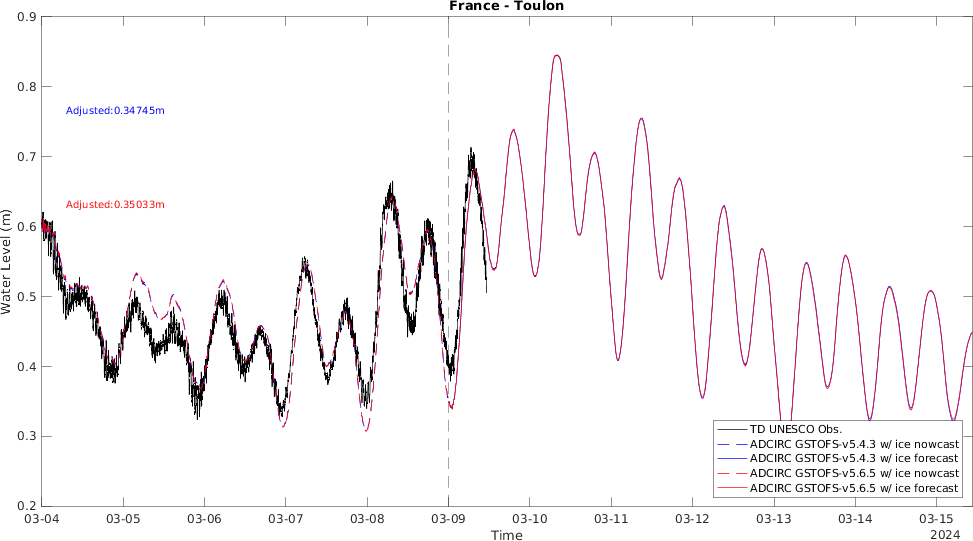 France - Toulon
0.9
0.8
0.7
0.6
0.5
0.4
0.3
0.2
Water Level (m)
Adjusted:0.34745m
Adjusted:0.35033m
TD UNESCO Obs.
ADCIRC GSTOFS-v5.4.3 w/ ice nowcast
ADCIRC GSTOFS-v5.4.3 w/ ice forecast
ADCIRC GSTOFS-v5.6.5 w/ ice nowcast
ADCIRC GSTOFS-v5.6.5 w/ ice forecast
03-04 03-05 03-06 03-07 03-08 03-09 03-10 03-11 03-12 03-13 03-14 03-15
Time
2024